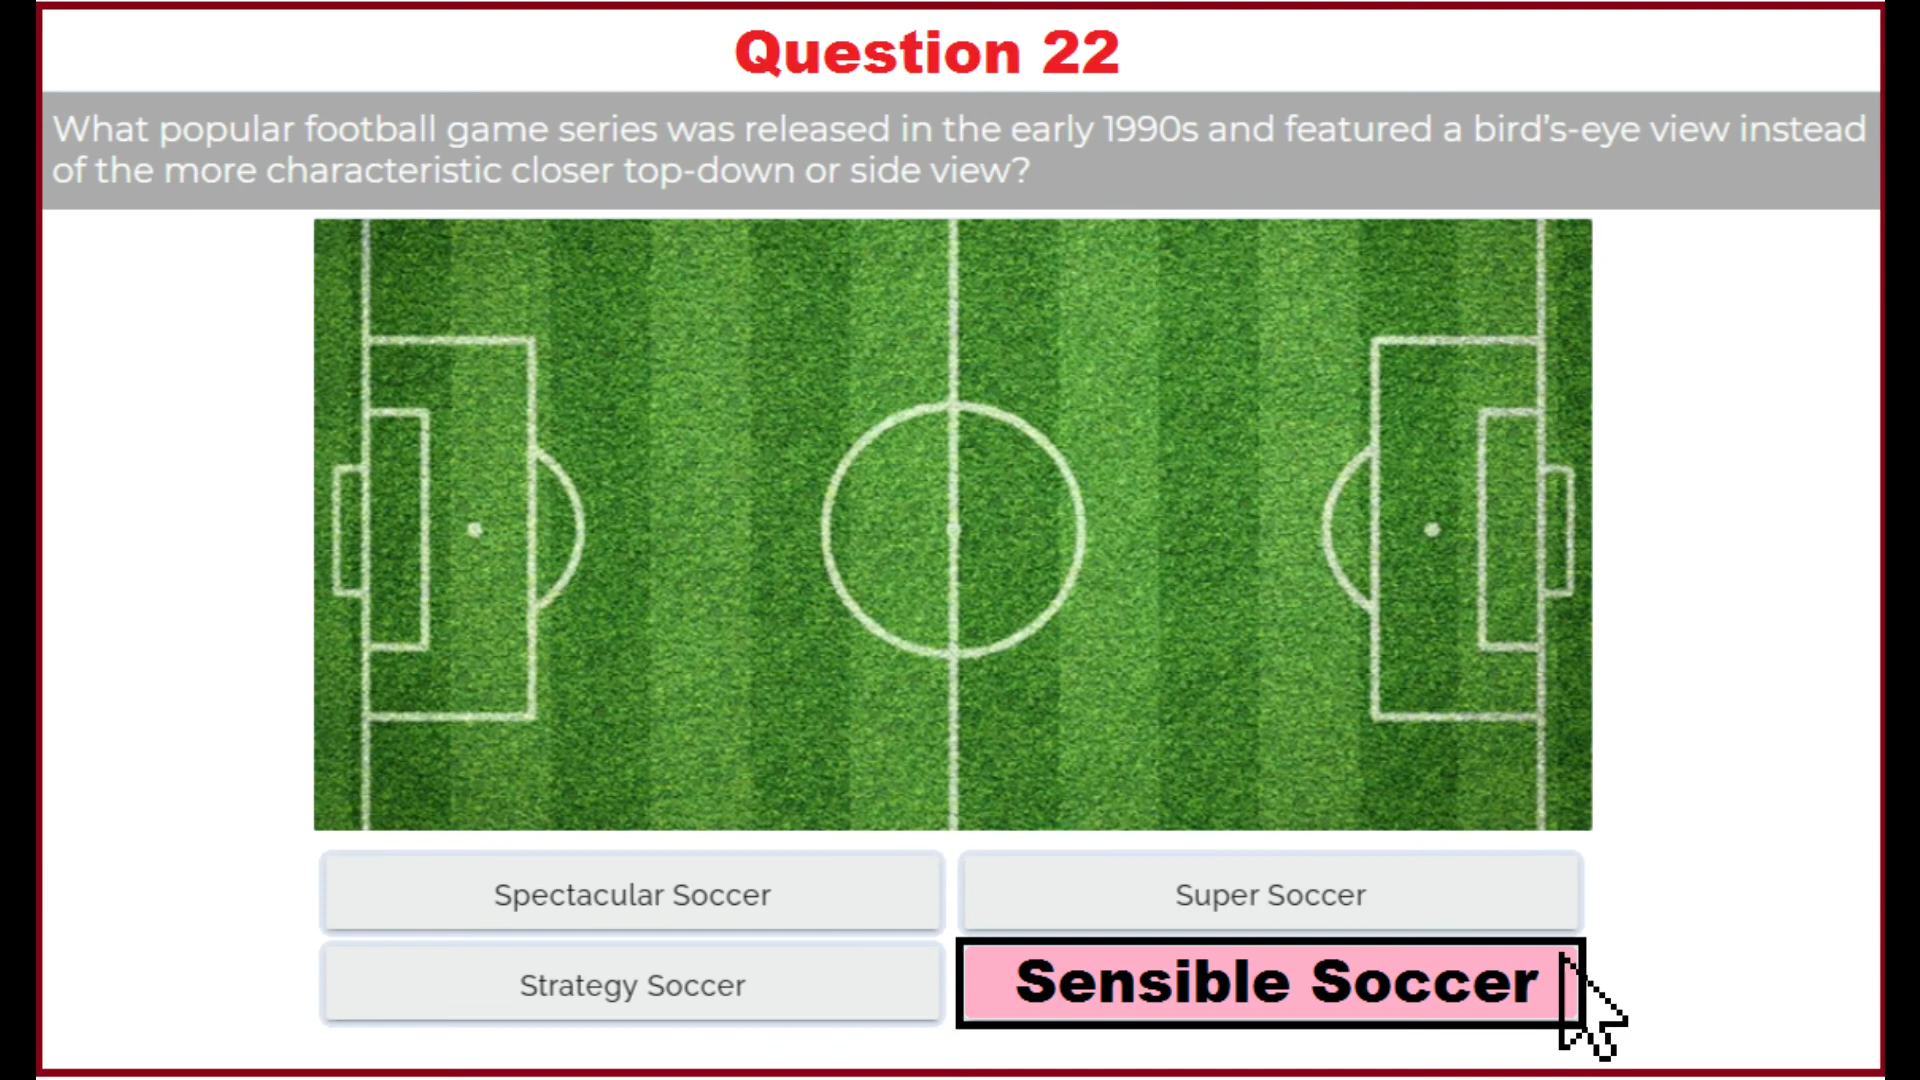 Question 22
What popular football game series was released in the early 1990s and featured a bird's-eye view instead
of the more characteristic closer top-down or side view?
Spectacular Soccer
Super Soccer
Strategy Soccer
Sensible Soccer